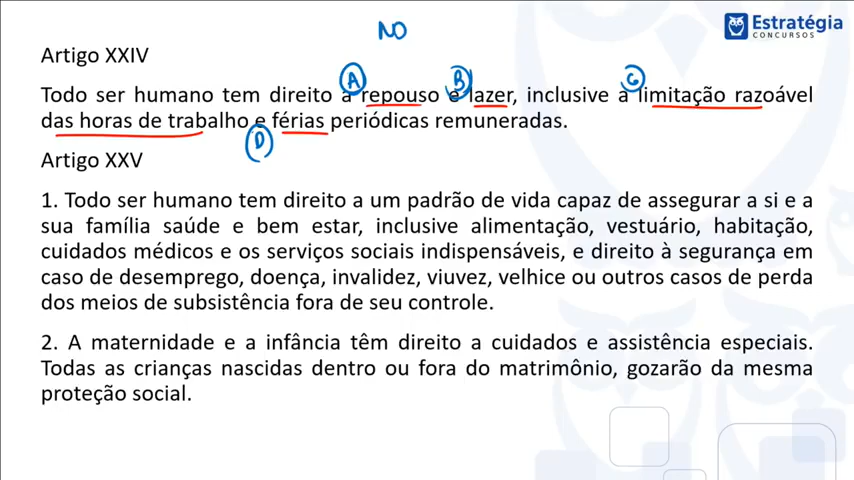 Estratégia
CONCURSOS
NO
Artigo XXIV
A B C
Todo ser humano tem direito a repouso e lazer, inclusive a limitação razoável
das horas de trabalho e férias periódicas remuneradas.
D
Artigo XXV
1. Todo ser humano tem direito a um padrão de vida capaz de assegurar a si e a
sua família saúde e bem estar, inclusive alimentação, vestuário, habitação,
cuidados médicos e os serviços sociais indispensáveis, e direito à segurança em
caso de desemprego, doença, invalidez, viuvez, velhice ou outros casos de perda
dos meios de subsistência fora de seu controle.
2. A maternidade e a infância têm direito a cuidados e assistência especiais.
Todas as crianças nascidas dentro ou fora do matrimônio, gozarão da mesma
proteção social.